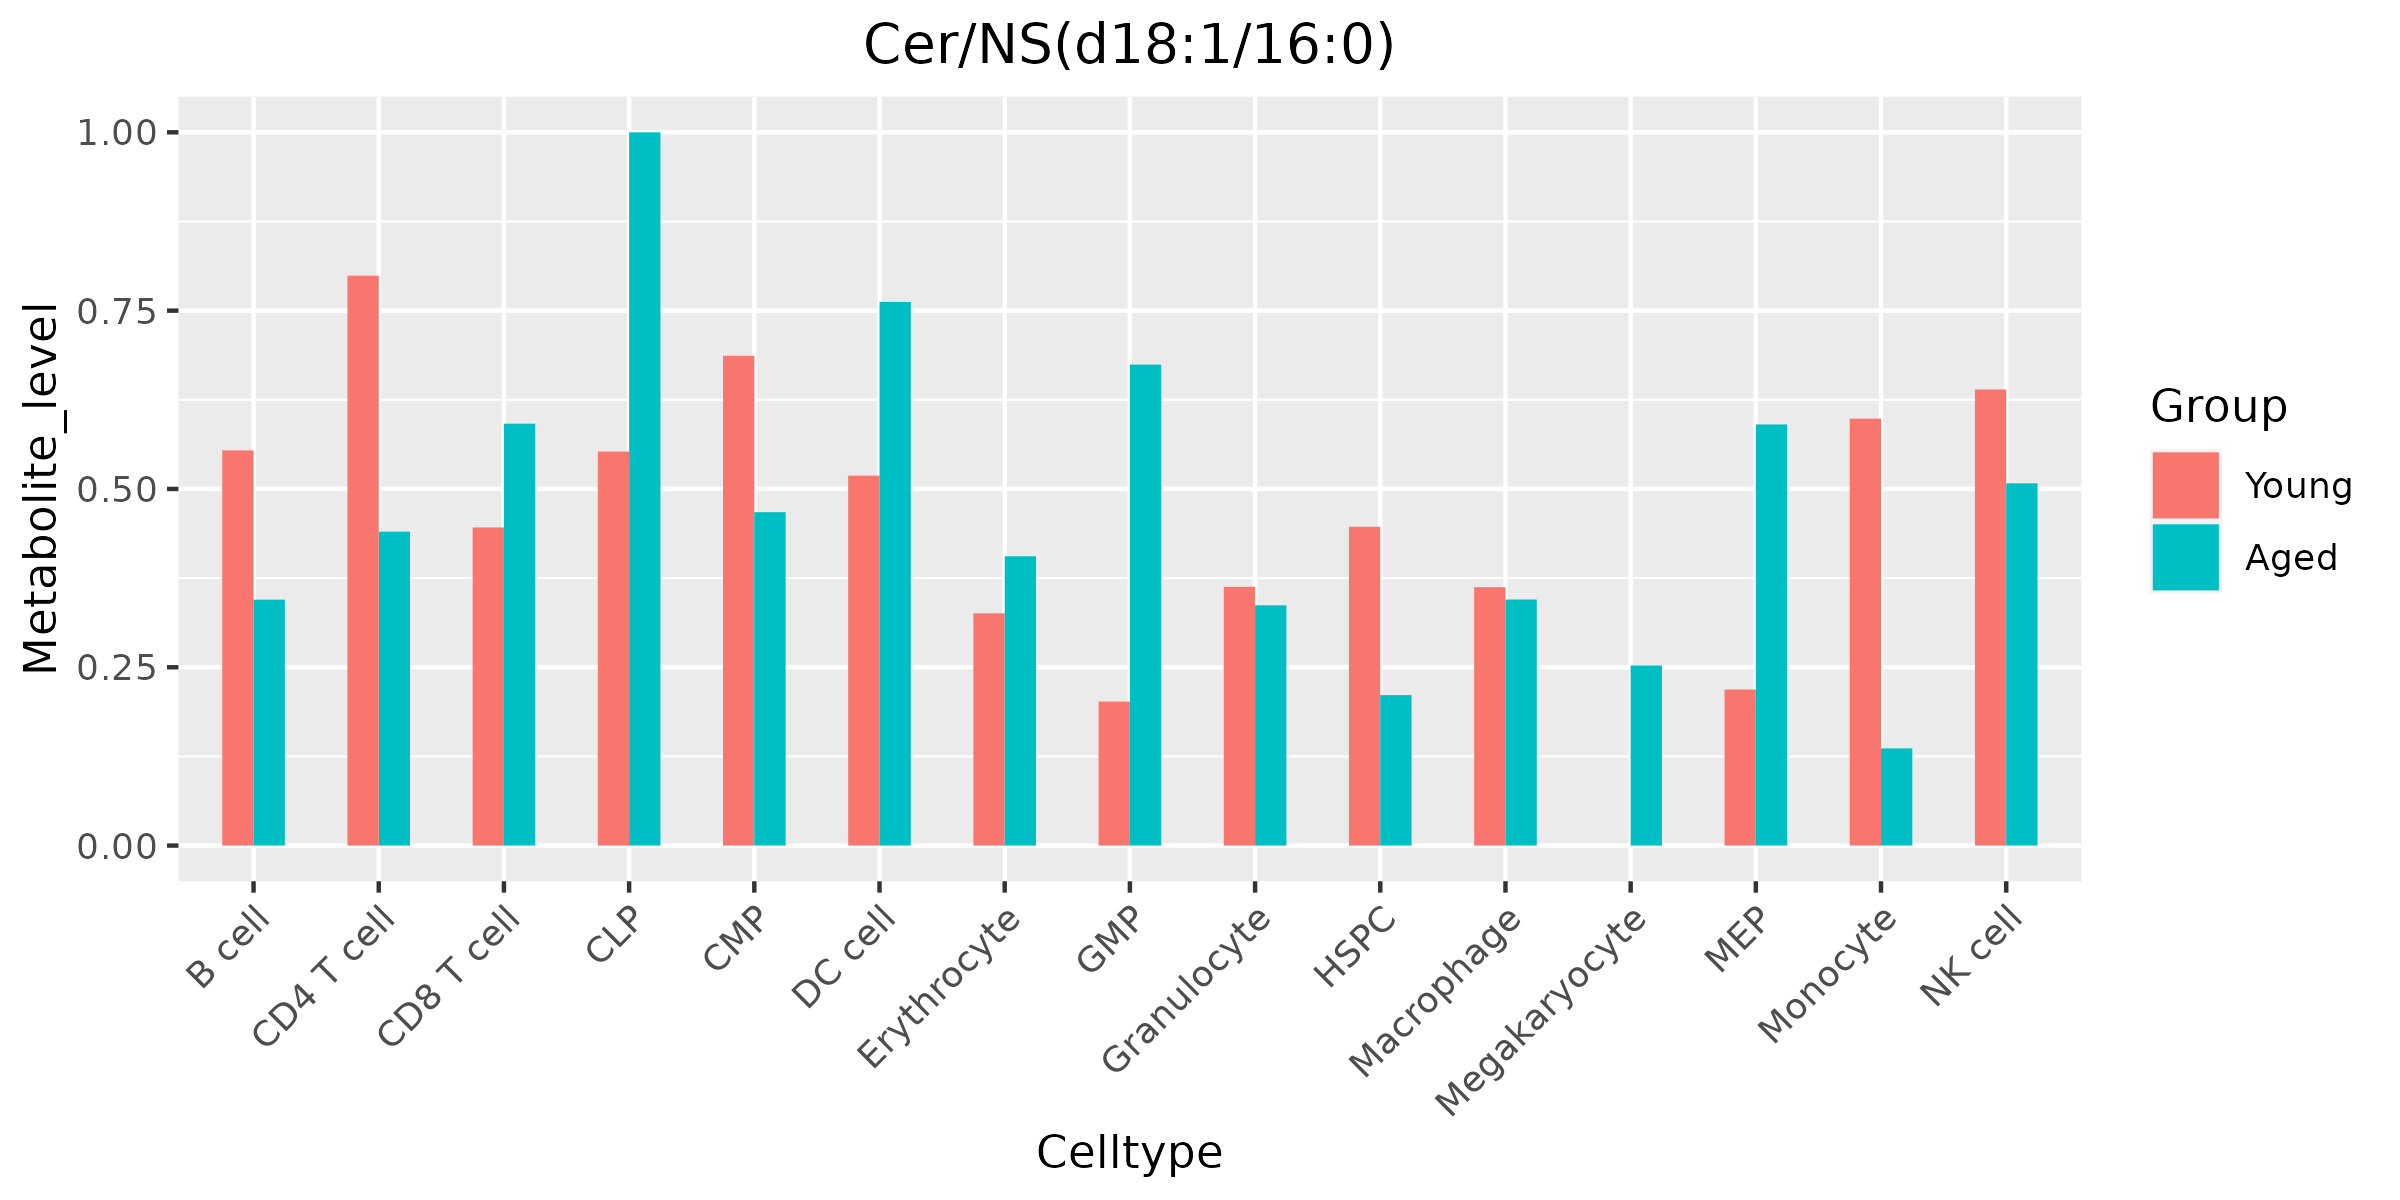 Cer/NS(d18:1/16:0)
Metabolite_level
1.00
0.75
0.50
0.25
0.00
B cell
CD4 T cell
CD8 T cell
CLP
CMP
DC cell
Erythrocyte
GMP
Granulocyte
HSPC
Macrophage
Megakaryocyte
MEP
Monocyte
NK cell
Celltype
Group
Young
Aged